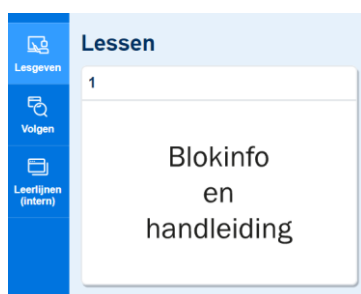 Lesgeven
Volgen
Leerlijnen
(intern)
Lessen
1
Blokinfo
en
handleiding